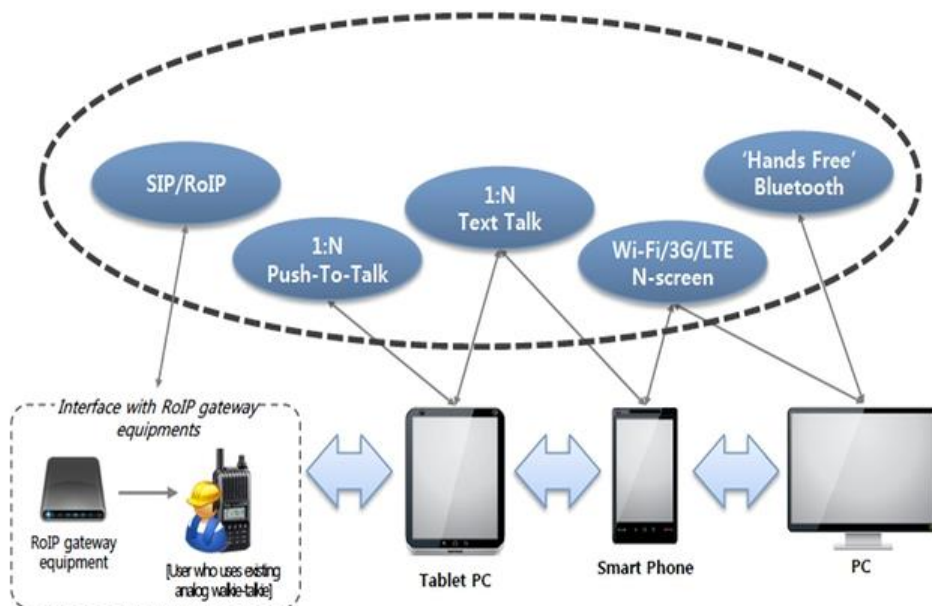 SIP/RoIP
1:N
Push-To-Talk
1:N
Text Talk
Wi-Fi/3G/LTE
N-screen
'Hands Free'
Bluetooth
Interface with RoIP gateway
equipments
RoIP gateway
equipment
[User who uses existing
analog walkie-talkie]
Tablet PC
Smart Phone
PC